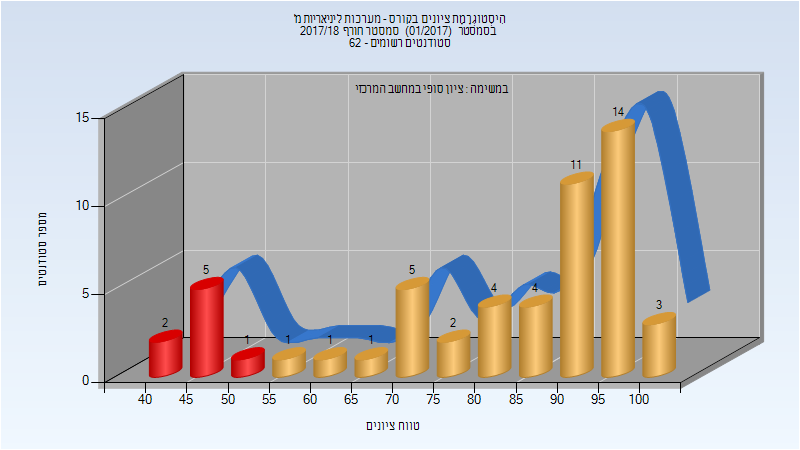 היסטוגרמת ציונים בקורס - מערכות ליניאריות מ'
בסמסטר (01/2017) סמסטר חורף 2017/18
סטודנטים רשומים - 62
במשימה : ציון סופי במחשב המרכזי
15
10
5
0
מספר סטודנטים
2
5
1
1
1
1
5
2
4
4
11
14
3
40 45 50 55 60 65 70 75 80 85 90 95 100
טווח ציונים